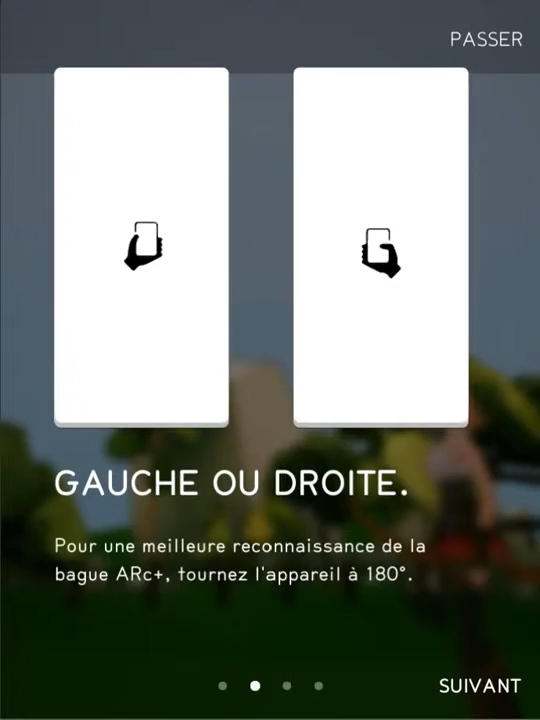 PASSER
GAUCHE OU DROITE.
Pour une meilleure reconnaissance de la
bague ARc+, tournez l'appareil à 180°.
SUIVANT